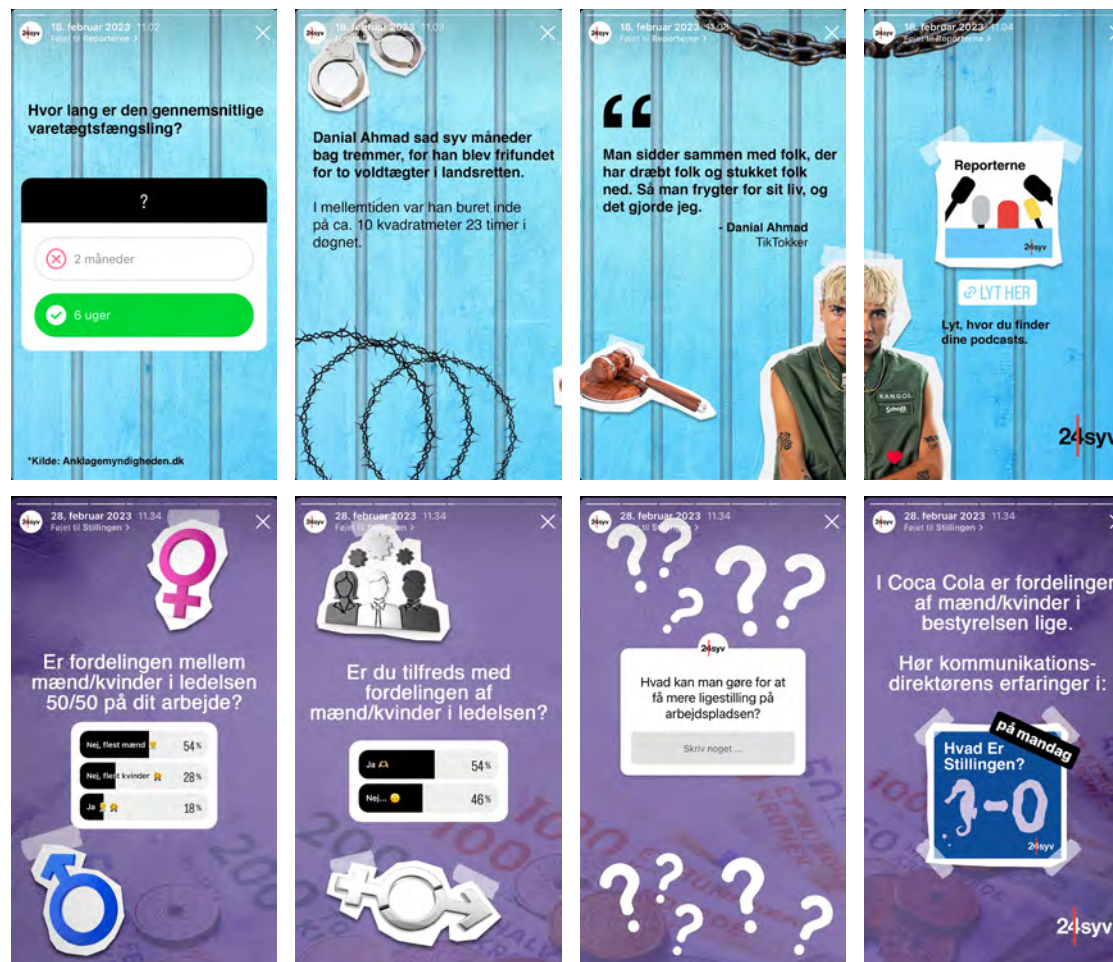 24syv
18. februar 2023 11.02
Føjet til Reporterne >
Hvor lang er den gennemsnitlige
varetægtsfængsling?
?
2 måneder
6 uger
*Kilde: Anklagemyndigheden.dk
24syv
18. februar 2023 11.03
Danial Ahmad sad syv måneder
bag tremmer, før han blev frifundet
for to voldtægter i landsretten.
I mellemtiden var han buret inde
på ca. 10 kvadratmeter 23 timer i
døgnet.
24syv
18. februar 2023 11.03
Føjet til Reporterne >
“
Man sidder sammen med folk, der
har dræbt folk og stukket folk
ned. Så man frygter for sit liv, og
det gjorde jeg.
- Danial Ahmad
TikTokker
24syv
18. februar 2023 11.04
Føjet til Reporterne >
Reporterne
24syv
LYT HER
Lyt, hvor du finder
dine podcasts.
KANGOL
Schott
24syv
24syv
28. februar 2023 11.34
Føjet til Stillingen >
Er fordelingen mellem
mænd/kvinder i ledelsen
50/50 på dit arbejde?
Nej, flest mænd 54%
Nej, flest kvinder 28%
Ja 18%
24syv
28. februar 2023 11.34
Føjet til Stillingen >
Er du tilfreds med
fordelingen af
mænd/kvinder i ledelsen?
Ja 54%
Nej... 46%
24syv
28. februar 2023 11.34
Føjet til Stillingen >
? ? ? ? ?
24syv
Hvad kan man gøre for at
få mere ligestilling på
arbejdspladsen?
Skriv noget ...
? ? ? ? ?
24syv
28. februar 2023 11.34
Føjet til Stillingen >
I Coca Cola er fordelingen
af mænd/kvinder i
bestyrelsen lige.
Hør kommunikations-
direktørens erfaringer i:
på mandag
Hvad Er
Stillingen?
-0
24syv
24syv